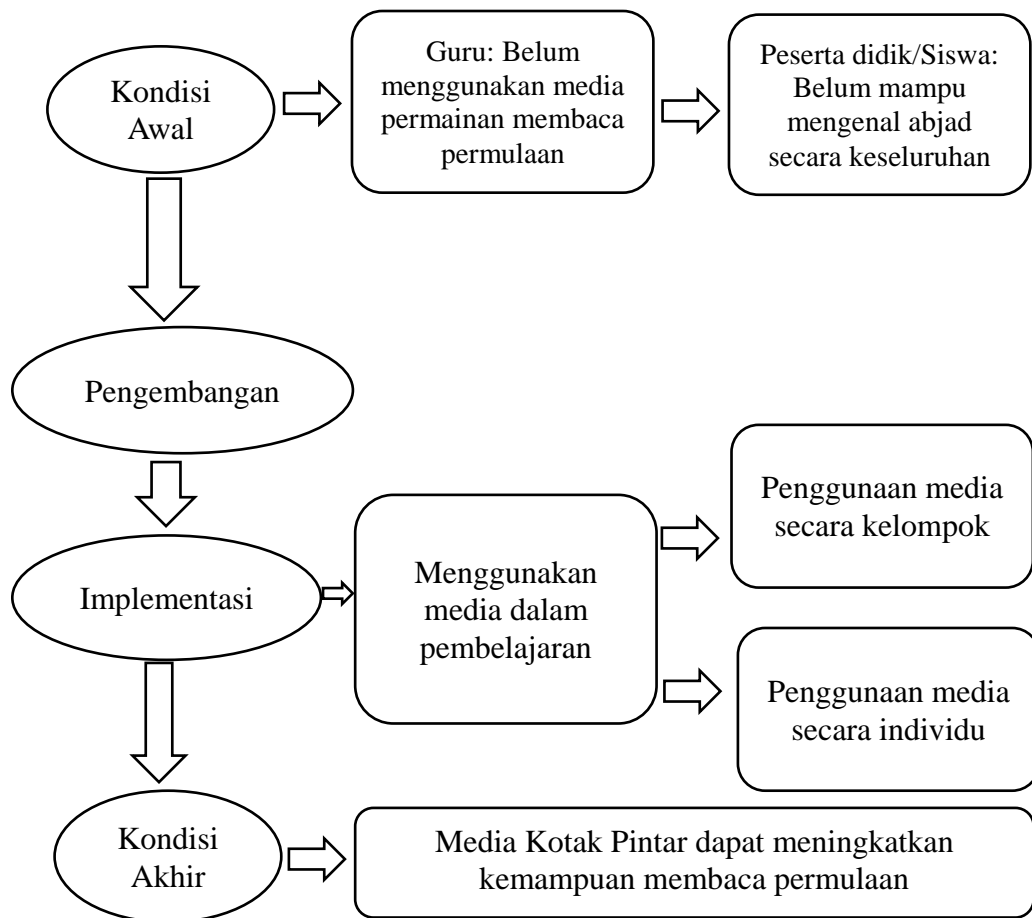 Kondisi
Awal
Guru: Belum
menggunakan media
permainan membaca
permulaan
Peserta didik/Siswa:
Belum mampu
mengenal abjad
secara keseluruhan
Pengembangan
Implementasi
Menggunakan
media dalam
pembelajaran
Penggunaan media
secara kelompok
Penggunaan media
secara individu
Kondisi
Akhir
Media Kotak Pintar dapat meningkatkan
kemampuan membaca permulaan